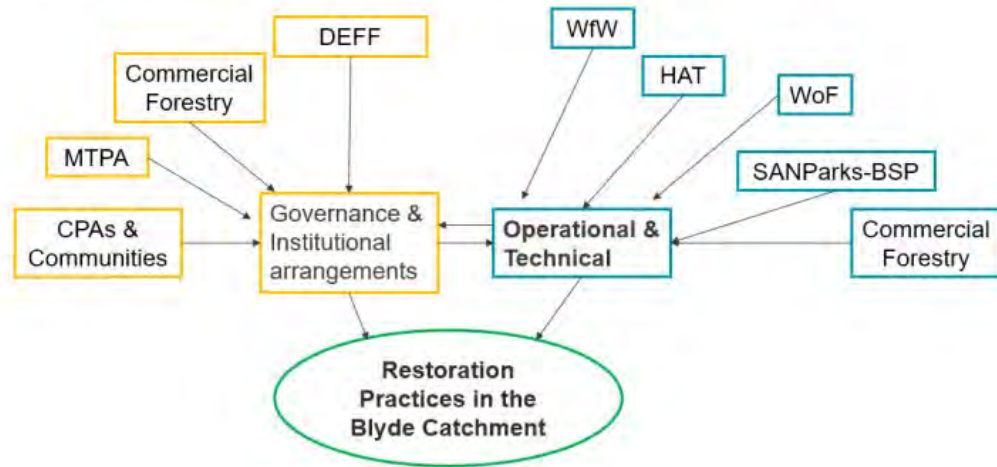 DEFF
WfW
Commercial
Forestry
HAT
WoF
MTPA
SANParks-BSP
CPAs &
Communities
Governance &
Institutional
arrangements
Operational &
Technical
Commercial
Forestry
Restoration
Practices in the
Blyde Catchment